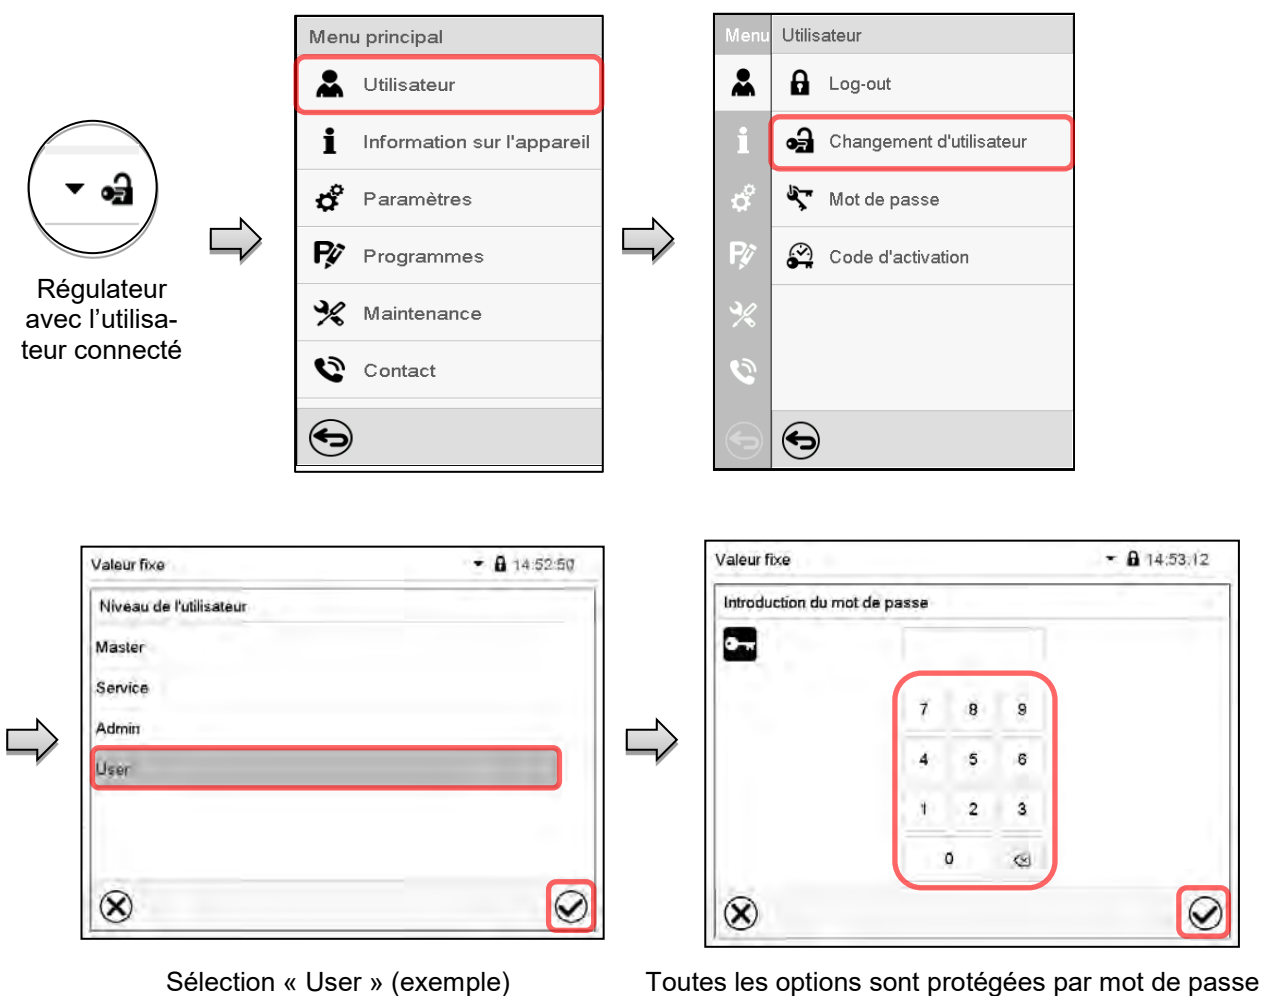 Régulateur
avec l’utilisa-
teur connecté
Menu principal
Utilisateur
Information sur l'appareil
Paramètres
Programmes
Maintenance
Contact
Menu
Utilisateur
Log-out
Changement d'utilisateur
Mot de passe
Code d'activation
Valeur fixe
14:52:50
Niveau de l'utilisateur
Master
Service
Admin
User
Sélection « User » (exemple)
Valeur fixe
14:53:12
Introduction du mot de passe
7 8 9
4 5 6
1 2 3
0
Toutes les options sont protégées par mot de passe